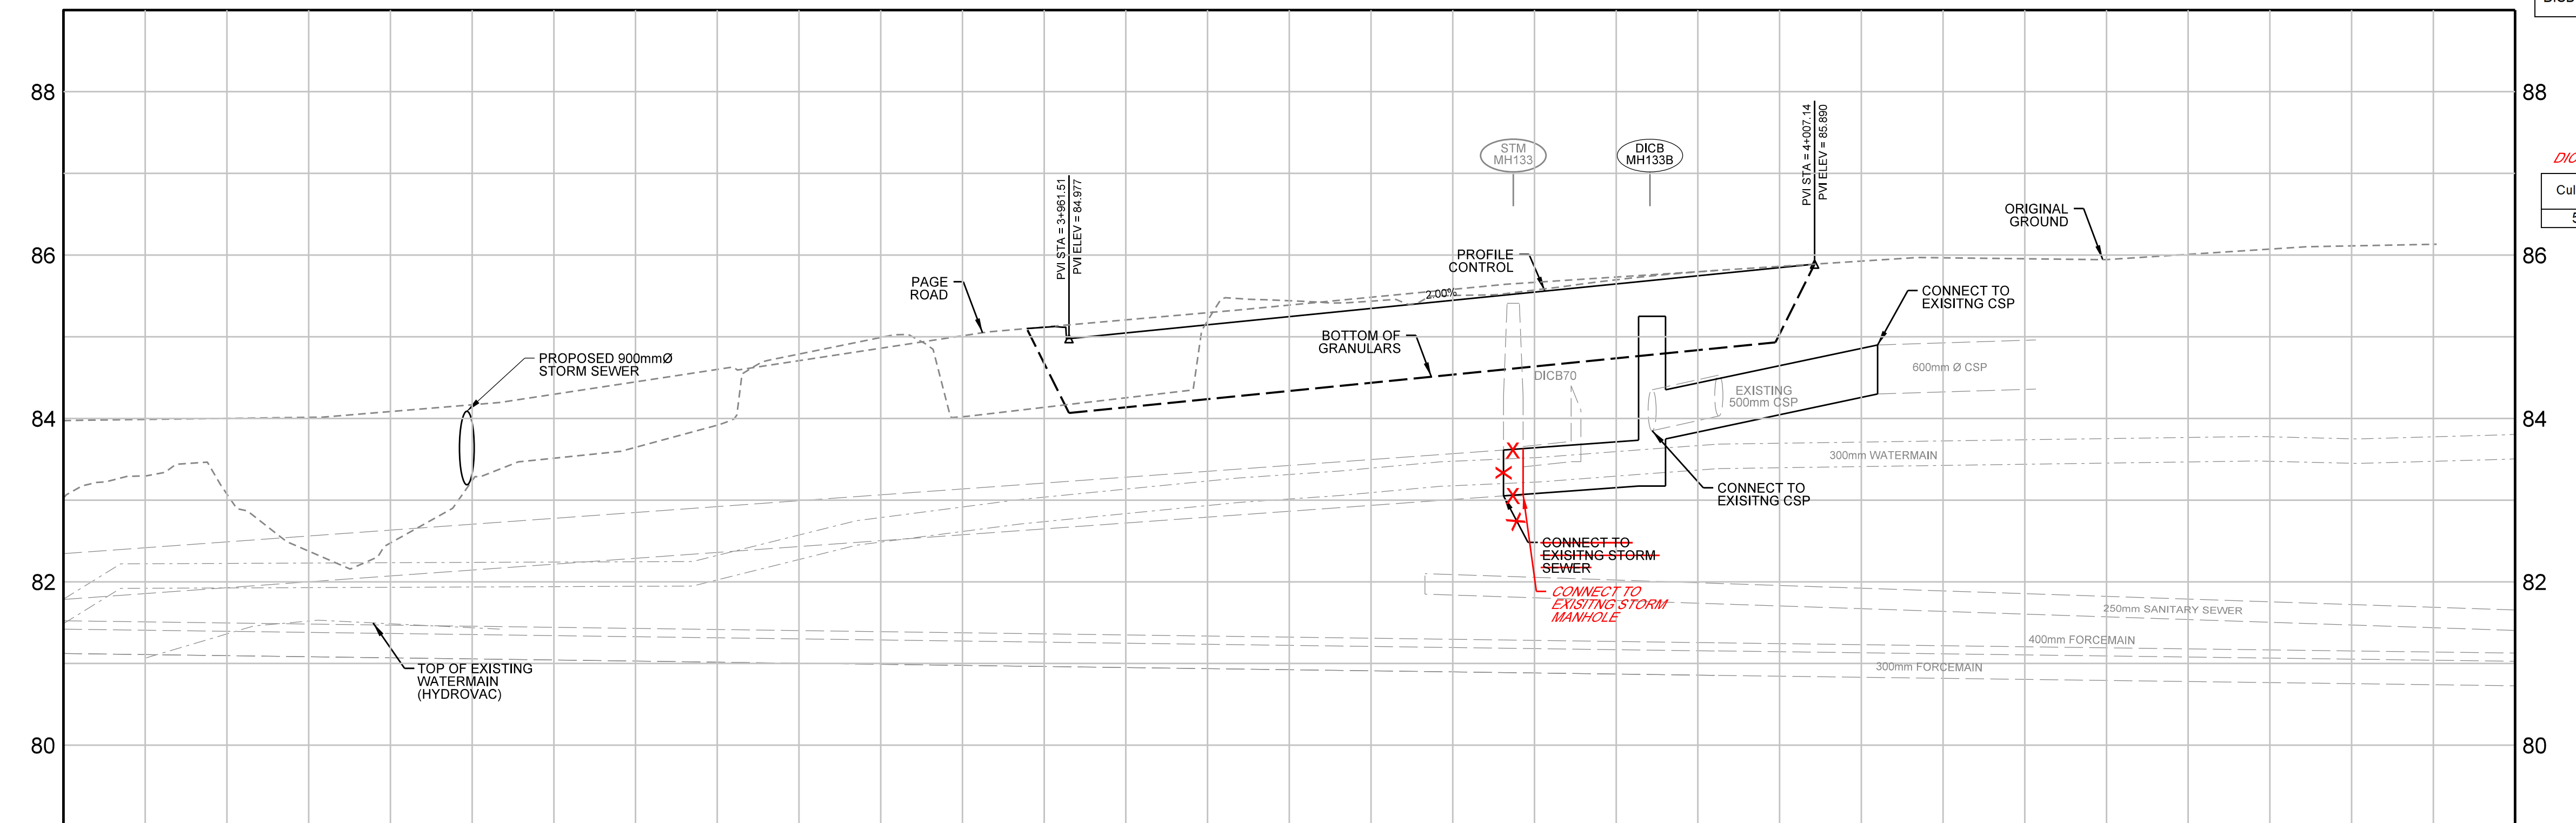 DICB
88
88
STM
MH133
DICB
MH133B
PVI STA = 4+007.14
PVI ELEV = 85.890
DIC
Cul
5
PVI STA = 3+961.51
PVI ELEV = 84.977
ORIGINAL
GROUND
86
86
PROFILE
CONTROL
PAGE
ROAD
2.00%
CONNECT TO
EXISITNG CSP
BOTTOM OF
GRANULARS
PROPOSED 900mmØ
STORM SEWER
600mm Ø CSP
DICB70
EXISTING
500mm CSP
84
84
300mm WATERMAIN
CONNECT TO
EXISITNG CSP
CONNECT TO
EXISITNG STORM
SEWER
82
82
CONNECT TO
EXISITNG STORM
MANHOLE
250mm SANITARY SEWER
400mm FORCEMAIN
300mm FORCEMAIN
TOP OF EXISTING
WATERMAIN
(HYDROVAC)
80
80